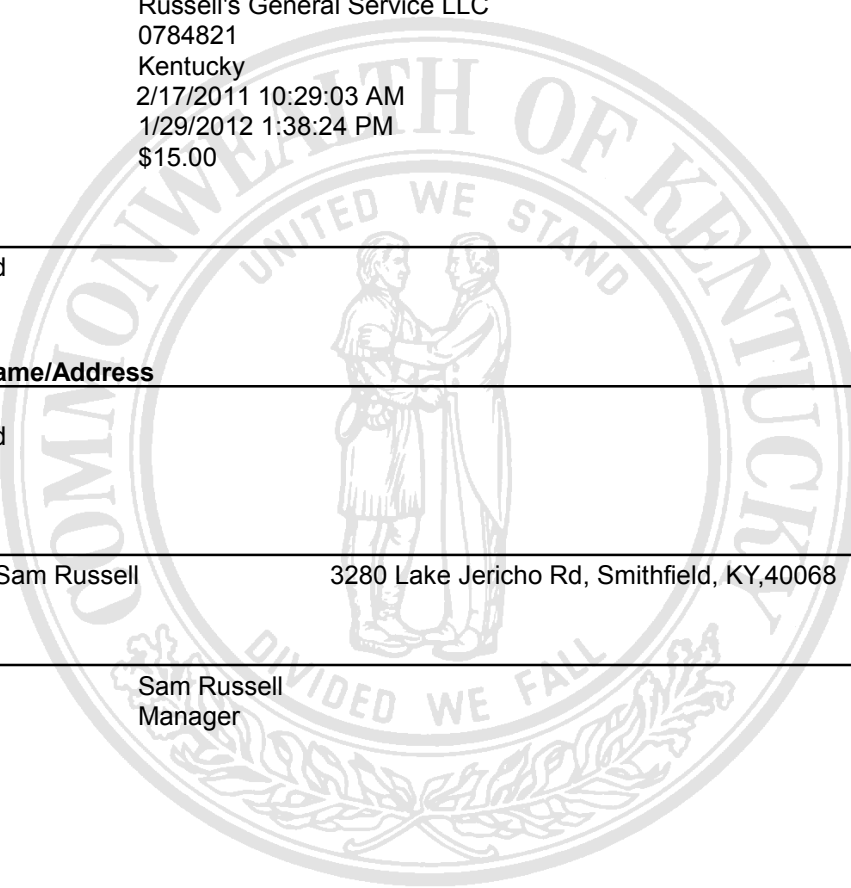 Russell's General Service LLC
0784821
Kentucky
2/17/2011 10:29:03 AM
1/29/2012 1:38:24 PM
$15.00
COMMONWEALTH OF KENTUCKY
UNITED WE STAND
d
ame/Address
d
Sam Russell 3280 Lake Jericho Rd, Smithfield, KY,40068
DIVIDED WE FALL
Sam Russell
Manager